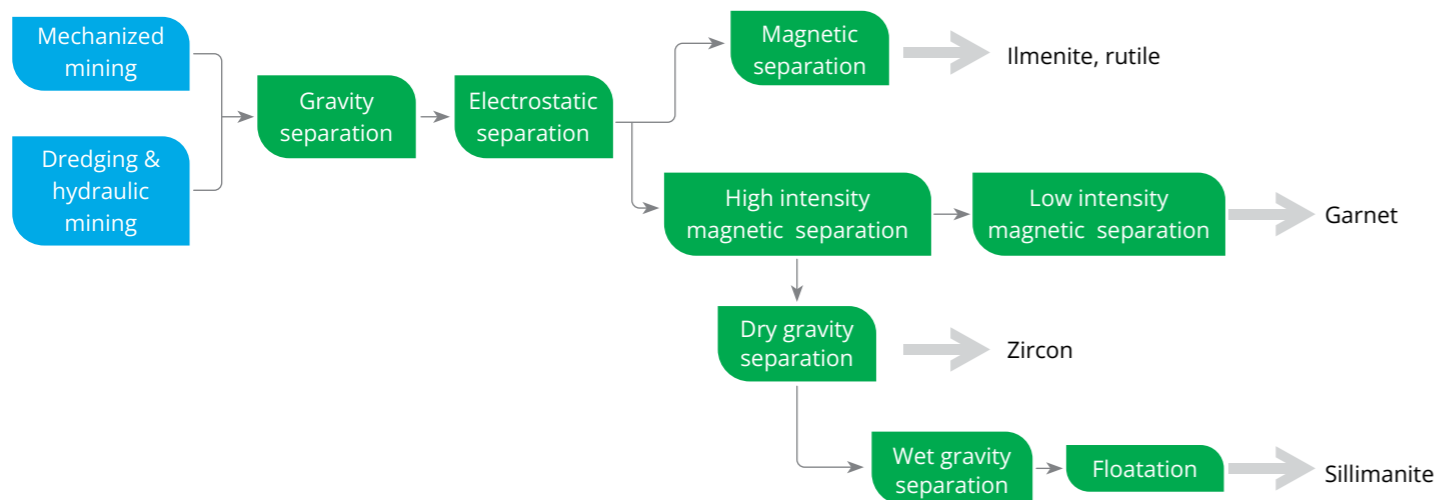 Mechanized
mining
Dredging &
hydraulic
mining
Gravity
separation
Electrostatic
separation
Magnetic
separation
Ilmenite, rutile
High intensity
magnetic separation
Low intensity
magnetic separation
Garnet
Dry gravity
separation
Zircon
Wet gravity
separation
Floatation
Sillimanite